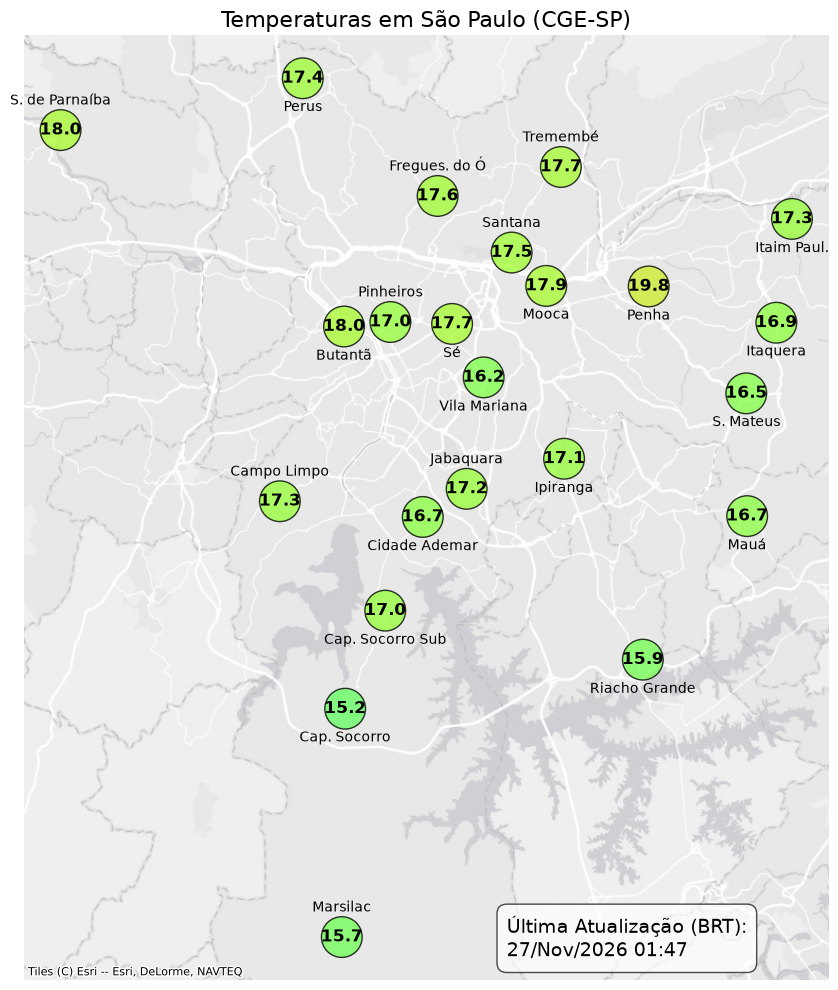 Temperaturas em São Paulo (CGE-SP)
17.4
Perus
S. de Parnaíba
18.0
Tremembé
17.7
Fregues. do Ó
17.6
17.3
Itaim Paul.
Santana
17.5
17.9
Mooca
19.8
Penha
Pinheiros
17.0
18.0
Butantã
17.7
Sé
16.9
Itaquera
16.2
Vila Mariana
16.5
S. Mateus
17.1
Ipiranga
Jabaquara
17.2
Campo Limpo
17.3
16.7
Cidade Ademar
16.7
Mauá
17.0
Cap. Socorro Sub
15.9
Riacho Grande
15.2
Cap. Socorro
Marsilac
15.7
Última Atualização (BRT):
27/Nov/2026 01:47
Tiles (C) Esri -- Esri, DeLorme, NAVTEQ